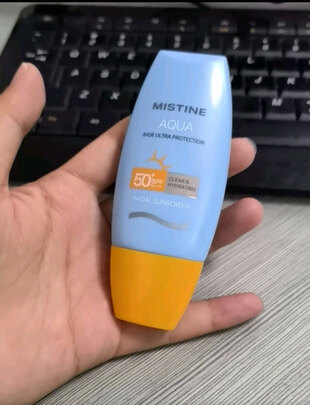 MISTINE
AQUA
BASE ULTRA PROTECTION
50+ SPF
CLEAR &
HYDRATING
FACIAL SUNSCREEN